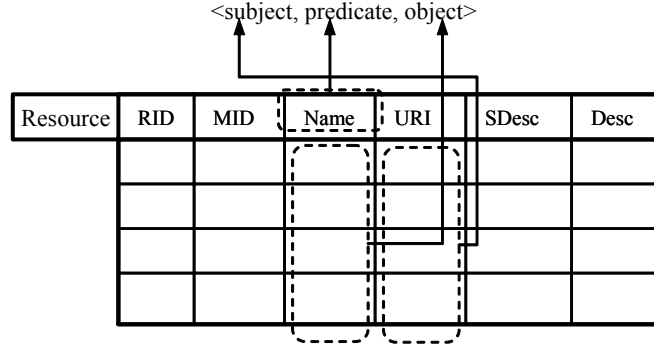 <subject, predicate, object>
Resource RID MID Name URI SDesc Desc